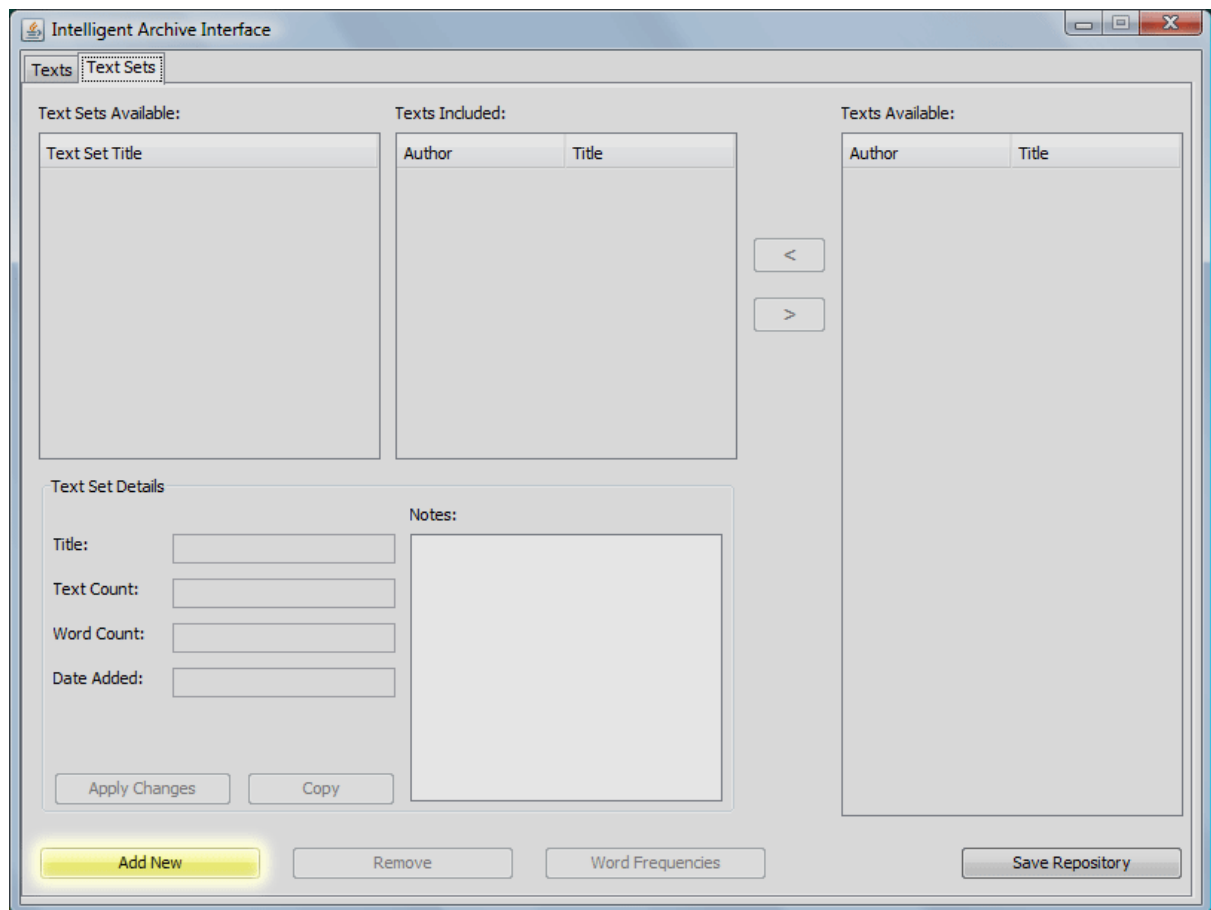 Intelligent Archive Interface
Texts Text Sets
Text Sets Available: Texts Included: Texts Available:
Text Set Title Author Title Author Title
<
>
Text Set Details
Notes:
Title:
Text Count:
Word Count:
Date Added:
Apply Changes Copy
Add New Remove Word Frequencies Save Repository